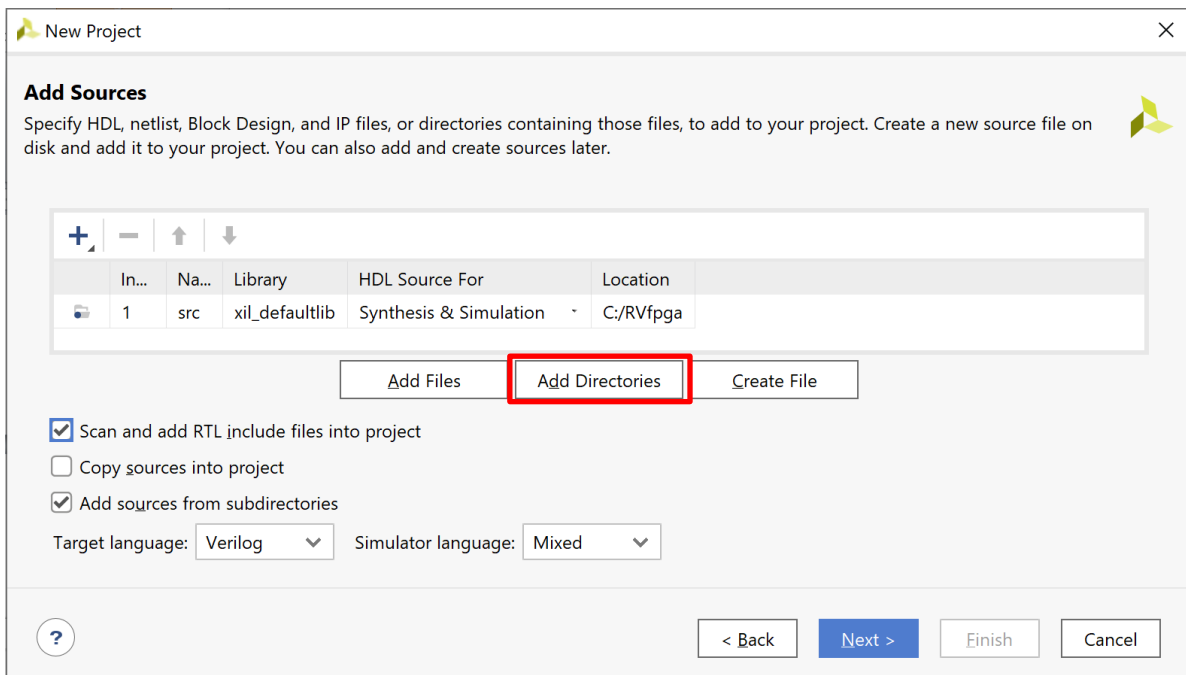 New Project
Add Sources
Specify HDL, netlist, Block Design, and IP files, or directories containing those files, to add to your project. Create a new source file on
disk and add it to your project. You can also add and create sources later.
In... Na... Library HDL Source For Location
1 src xil_defaultlib Synthesis & Simulation C:/RVfpga
Add Files Add Directories Create File
Scan and add RTL include files into project
Copy sources into project
Add sources from subdirectories
Target language: Verilog Simulator language: Mixed
? < Back Next > Finish Cancel